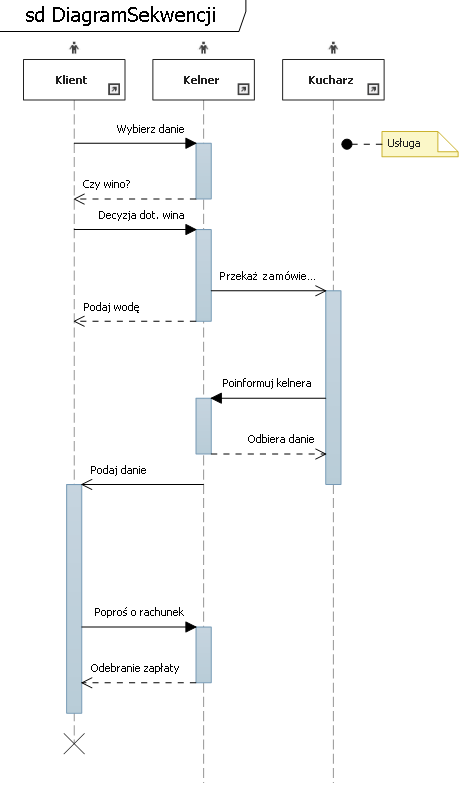 sd DiagramSekwencji
Klient
Kelner
Kucharz
Wybierz danie
Usługa
Czy wino?
Decyzja dot. wina
Przekaż zamówie...
Podaj wodę
Poinformuj kelnera
Odbiera danie
Podaj danie
Poproś o rachunek
Odebranie zapłaty